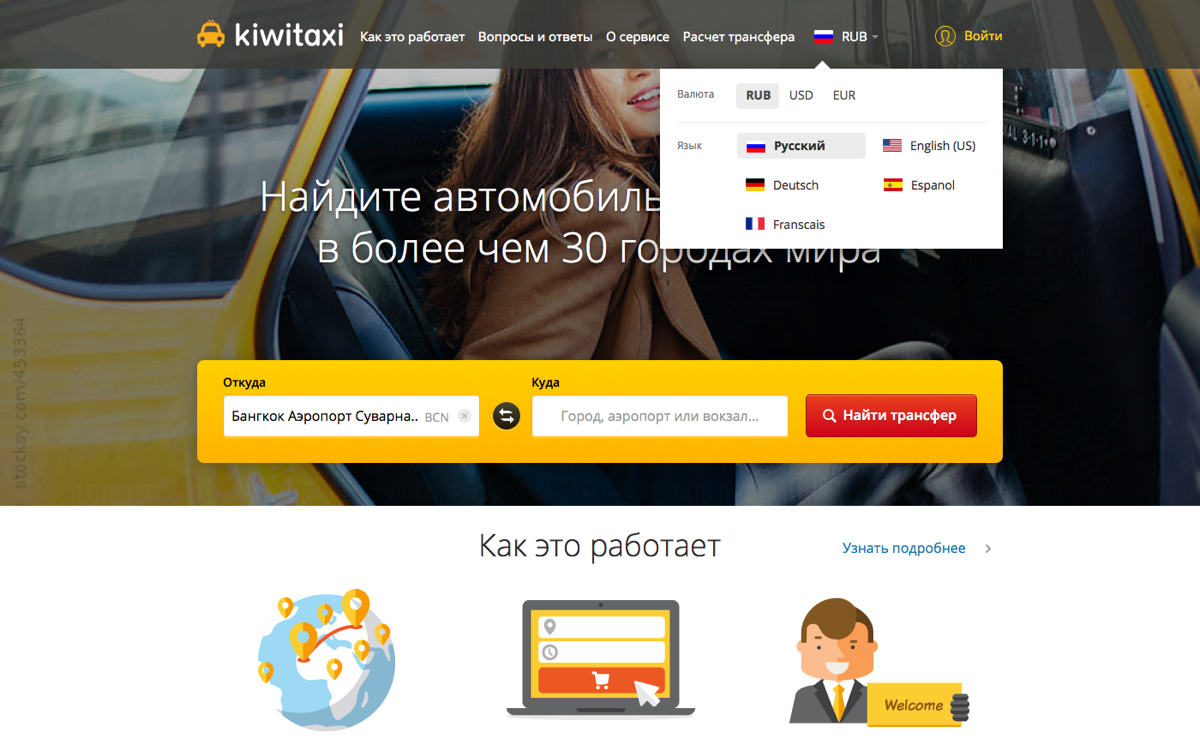 kiwitaxi
Как это работает
Вопросы и ответы
О сервисе
Расчет трансфера
RUB
Войти
Валюта
RUB
USD
EUR
Язык
Русский
English (US)
Deutsch
Espanol
Franscais
Найдите автомобиль
в более чем 30 городах мира
stocksy.com/453364
Откуда
Куда
Бангкок Аэропорт Суварна.. BCN
Город, аэропорт или вокзал...
Найти трансфер
Как это работает
Узнать подробнее
Welcome